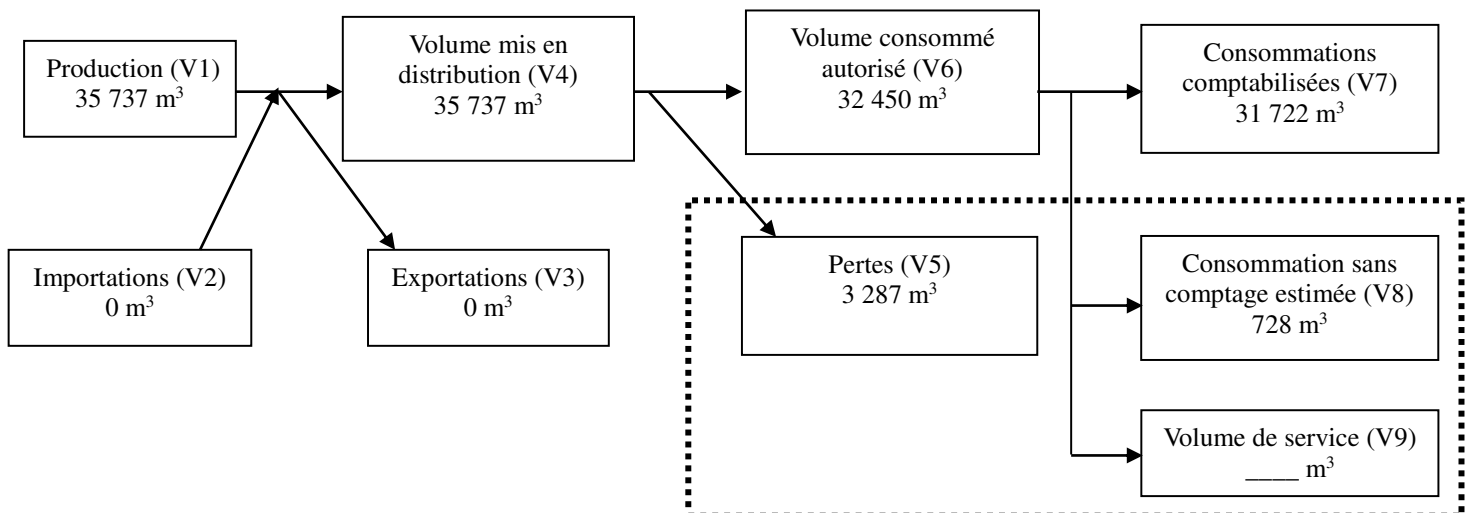 Production (V1)
35 737 m³
Volume mis en
distribution (V4)
35 737 m³
Volume consommé
autorisé (V6)
32 450 m³
Consommations
comptabilisées (V7)
31 722 m³
Importations (V2)
0 m³
Exportations (V3)
0 m³
Pertes (V5)
3 287 m³
Consommation sans
comptage estimée (V8)
728 m³
Volume de service (V9)
____ m³